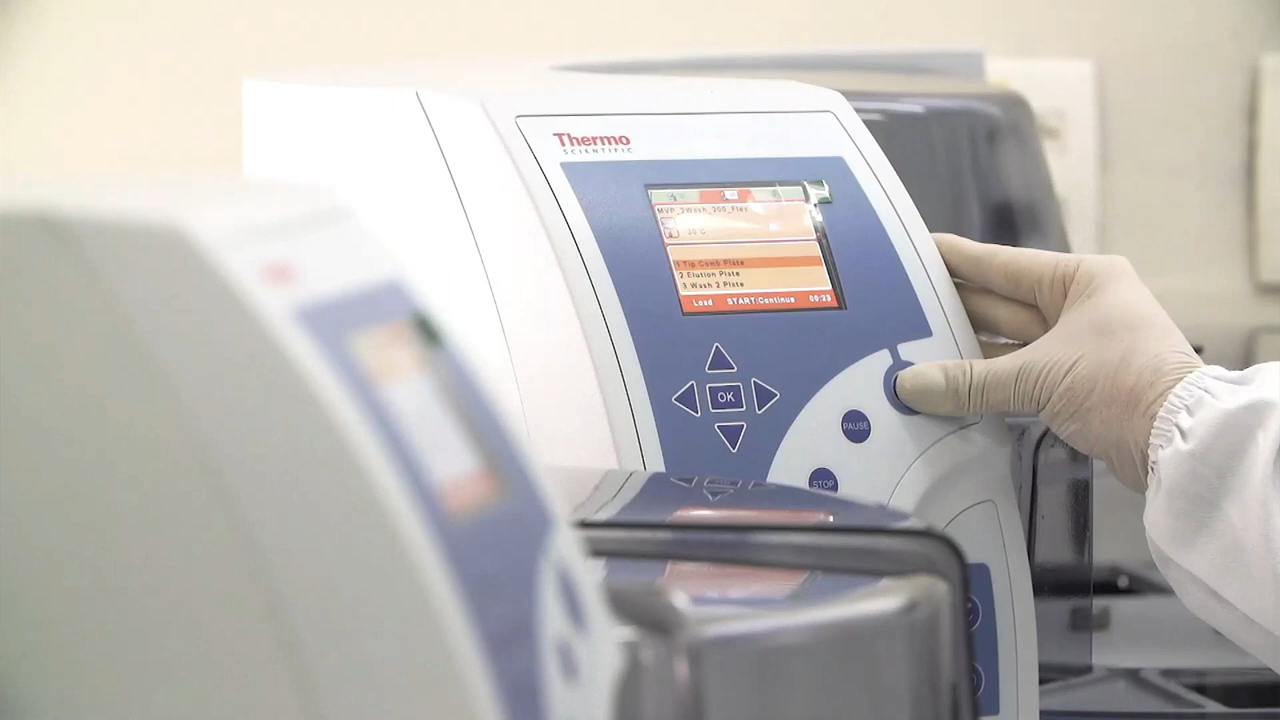 Thermo
SCIENTIFIC
MVP_2Wash_200_Flex
30 C
1 Tip Comb Plate
2 Elution Plate
3 Wash 2 Plate
Load START:Continue 00:23
OK
PAUSE
STOP